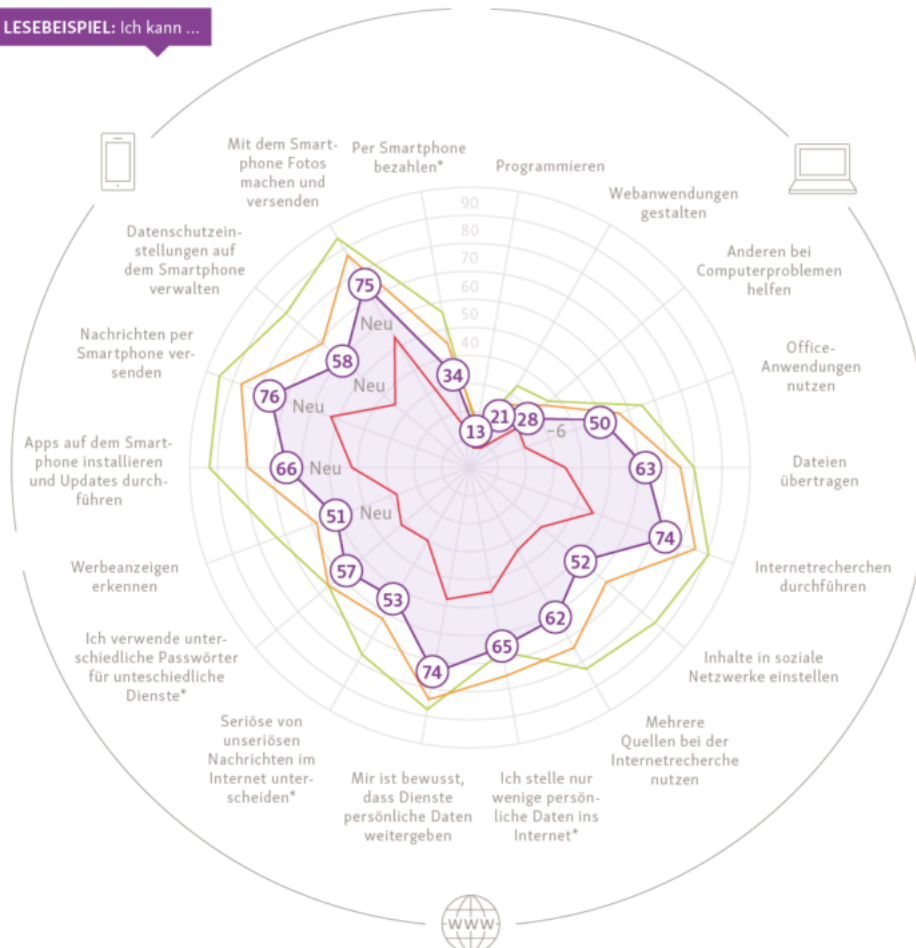 LESEBEISPIEL: Ich kann ...
Mit dem Smart-
phone Fotos
machen und
versenden
Per Smartphone
bezahlen*
Programmieren
Webanwendungen
gestalten
Anderen bei
Computerproblemen
helfen
Office-
Anwendungen
nutzen
Dateien
übertragen
Internetrecherchen
durchführen
Inhalte in soziale
Netzwerke einstellen
Mehrere
Quellen bei der
Internetrecherche
nutzen
Ich stelle nur
wenige persön-
liche Daten ins
Internet*
Mir ist bewusst,
dass Dienste
persönliche Daten
weitergeben
Seriöse von
unseriösen
Nachrichten im
Internet unter-
scheiden*
Ich verwende unter-
schiedliche Passwörter
für unteschiedliche
Dienste*
Werbeanzeigen
erkennen
Apps auf dem Smart-
phone installieren
und Updates durch-
führen
Nachrichten per
Smartphone ver-
senden
Datenschutzein-
stellungen auf
dem Smartphone
verwalten
90
80
70
60
50
40
75
Neu
58
34
Neu
76
Neu
13
21
28
50
-6
66
Neu
63
51
Neu
74
57
52
53
62
65
74
WWW